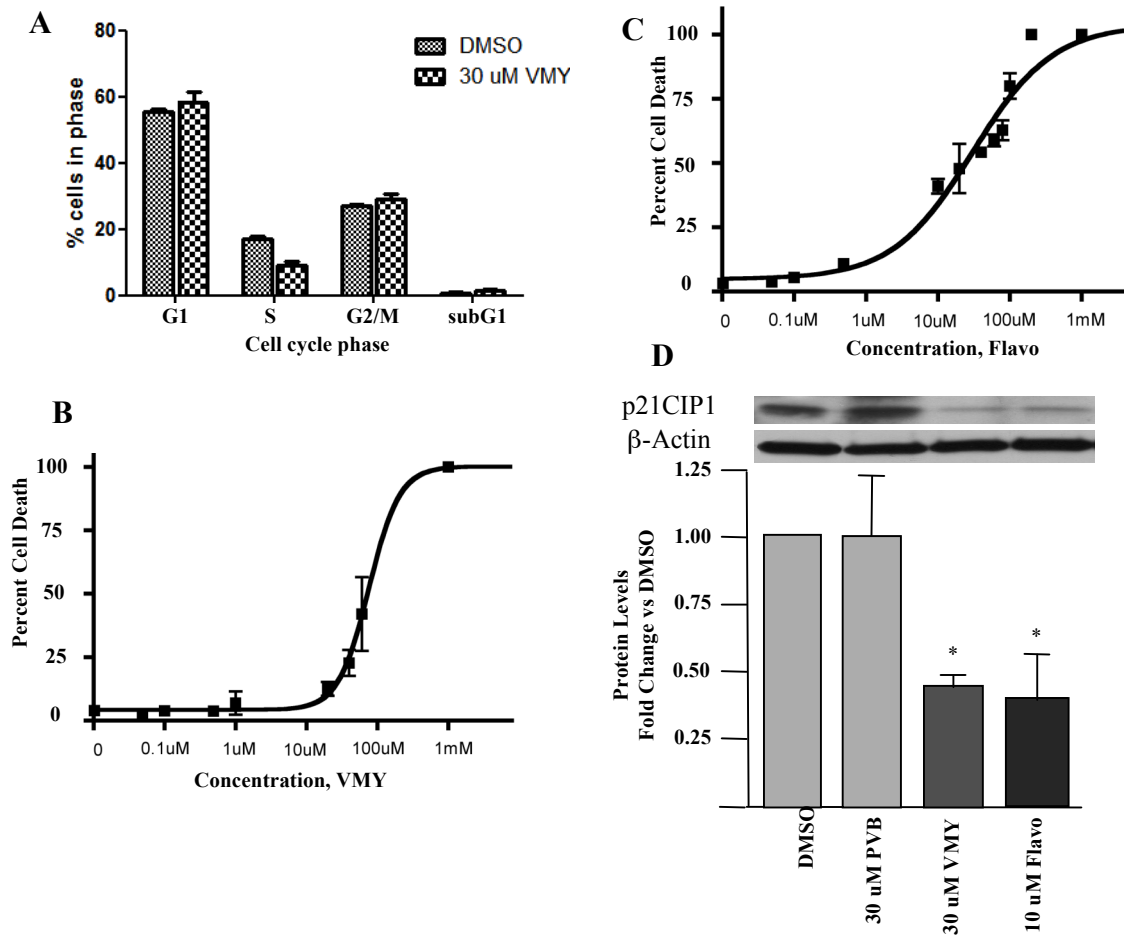 A
DMSO
30 uM VMY
% cells in phase
60
40
20
0
G1 S G2/M subG1
Cell cycle phase
B
Percent Cell Death
100
75
50
25
0
0 0.1uM 1uM 10uM 100uM 1mM
Concentration, VMY
C
Percent Cell Death
100
75
50
25
0
0 0.1uM 1uM 10uM 100uM 1mM
Concentration, Flavo
D
p21CIP1
β-Actin
Protein Levels
Fold Change vs DMSO
1.25
1.00
0.75
0.50
0.25
*
*
DMSO
30 uM PVB
30 uM VMY
10 uM Flavo